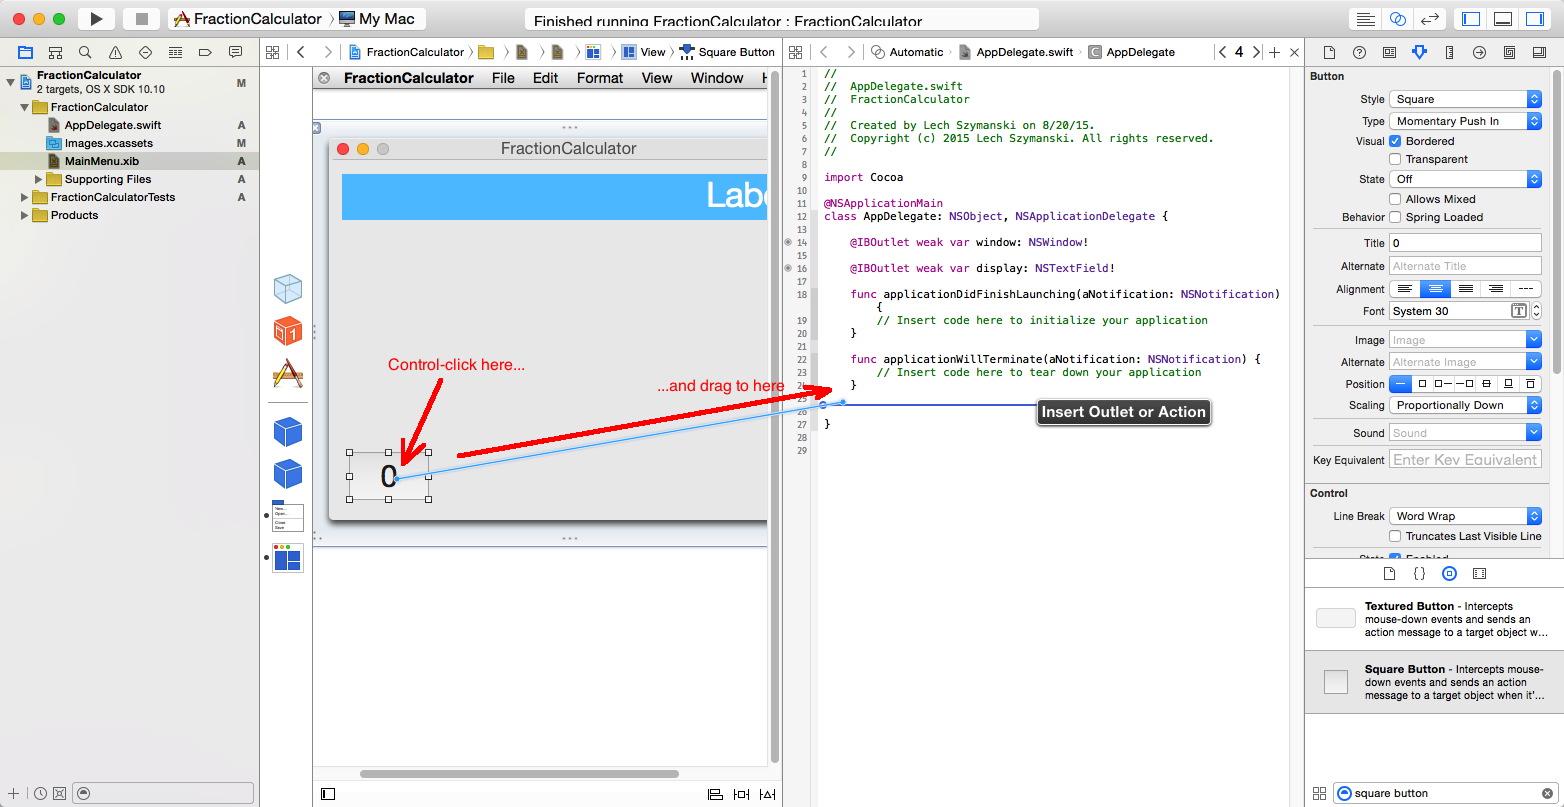 FractionCalculator
My Mac
Finished running FractionCalculator : FractionCalculator
FractionCalculator
View
Square Button
Automatic
AppDelegate.swift
AppDelegate
4
FractionCalculator
M
2 targets, OS X SDK 10.10
FractionCalculator
AppDelegate.swift
A
Images.xcassets
M
MainMenu.xib
A
Supporting Files
A
FractionCalculatorTests
A
Products
FractionCalculator File Edit Format View Window
FractionCalculator
Labe
Control-click here...
...and drag to here
0
1 //
2 // AppDelegate.swift
3 // FractionCalculator
4 //
5 // Created by Lech Szymanski on 8/20/15.
6 // Copyright (c) 2015 Lech Szymanski. All rights reserved.
7 //
8
9 import Cocoa
10
11 @NSApplicationMain
12 class AppDelegate: NSObject, NSApplicationDelegate {
13
14 @IBOutlet weak var window: NSWindow!
15
16 @IBOutlet weak var display: NSTextField!
17
18 func applicationDidFinishLaunching(aNotification: NSNotification)
{
19 // Insert code here to initialize your application
20 }
21
22 func applicationWillTerminate(aNotification: NSNotification) {
23 // Insert code here to tear down your application
24 }
25
26
27 }
28
29
Insert Outlet or Action
Button
Style Square
Type Momentary Push In
Visual Bordered
Transparent
State Off
Allows Mixed
Behavior Spring Loaded
Title 0
Alternate Alternate Title
Alignment
Font System 30
Image Image
Alternate Alternate Image
Position
Scaling Proportionally Down
Sound Sound
Key Equivalent Enter Key Equivalent
Control
Line Break Word Wrap
Truncates Last Visible Line
State Enabled
Textured Button - Intercepts
mouse-down events and sends an
action message to a target object w...
Square Button - Intercepts mouse-
down events and sends an action
message to a target object when it'...
square button